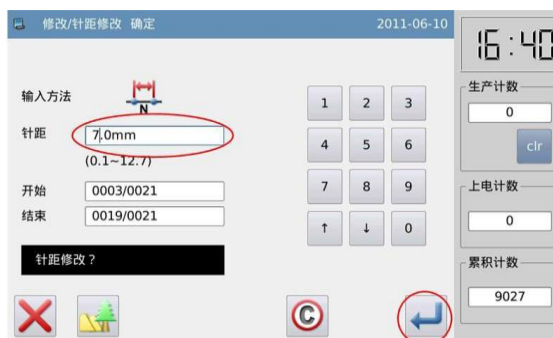 修改/针距修改 确定 2011-06-10
16:40
输入方法 N
针距 7.0mm
(0.1~12.7)
开始 0003/0021
结束 0019/0021
针距修改？
1 2 3
4 5 6
7 8 9
↑ ↓ 0
C
生产计数
0
clr
上电计数
0
累积计数
9027